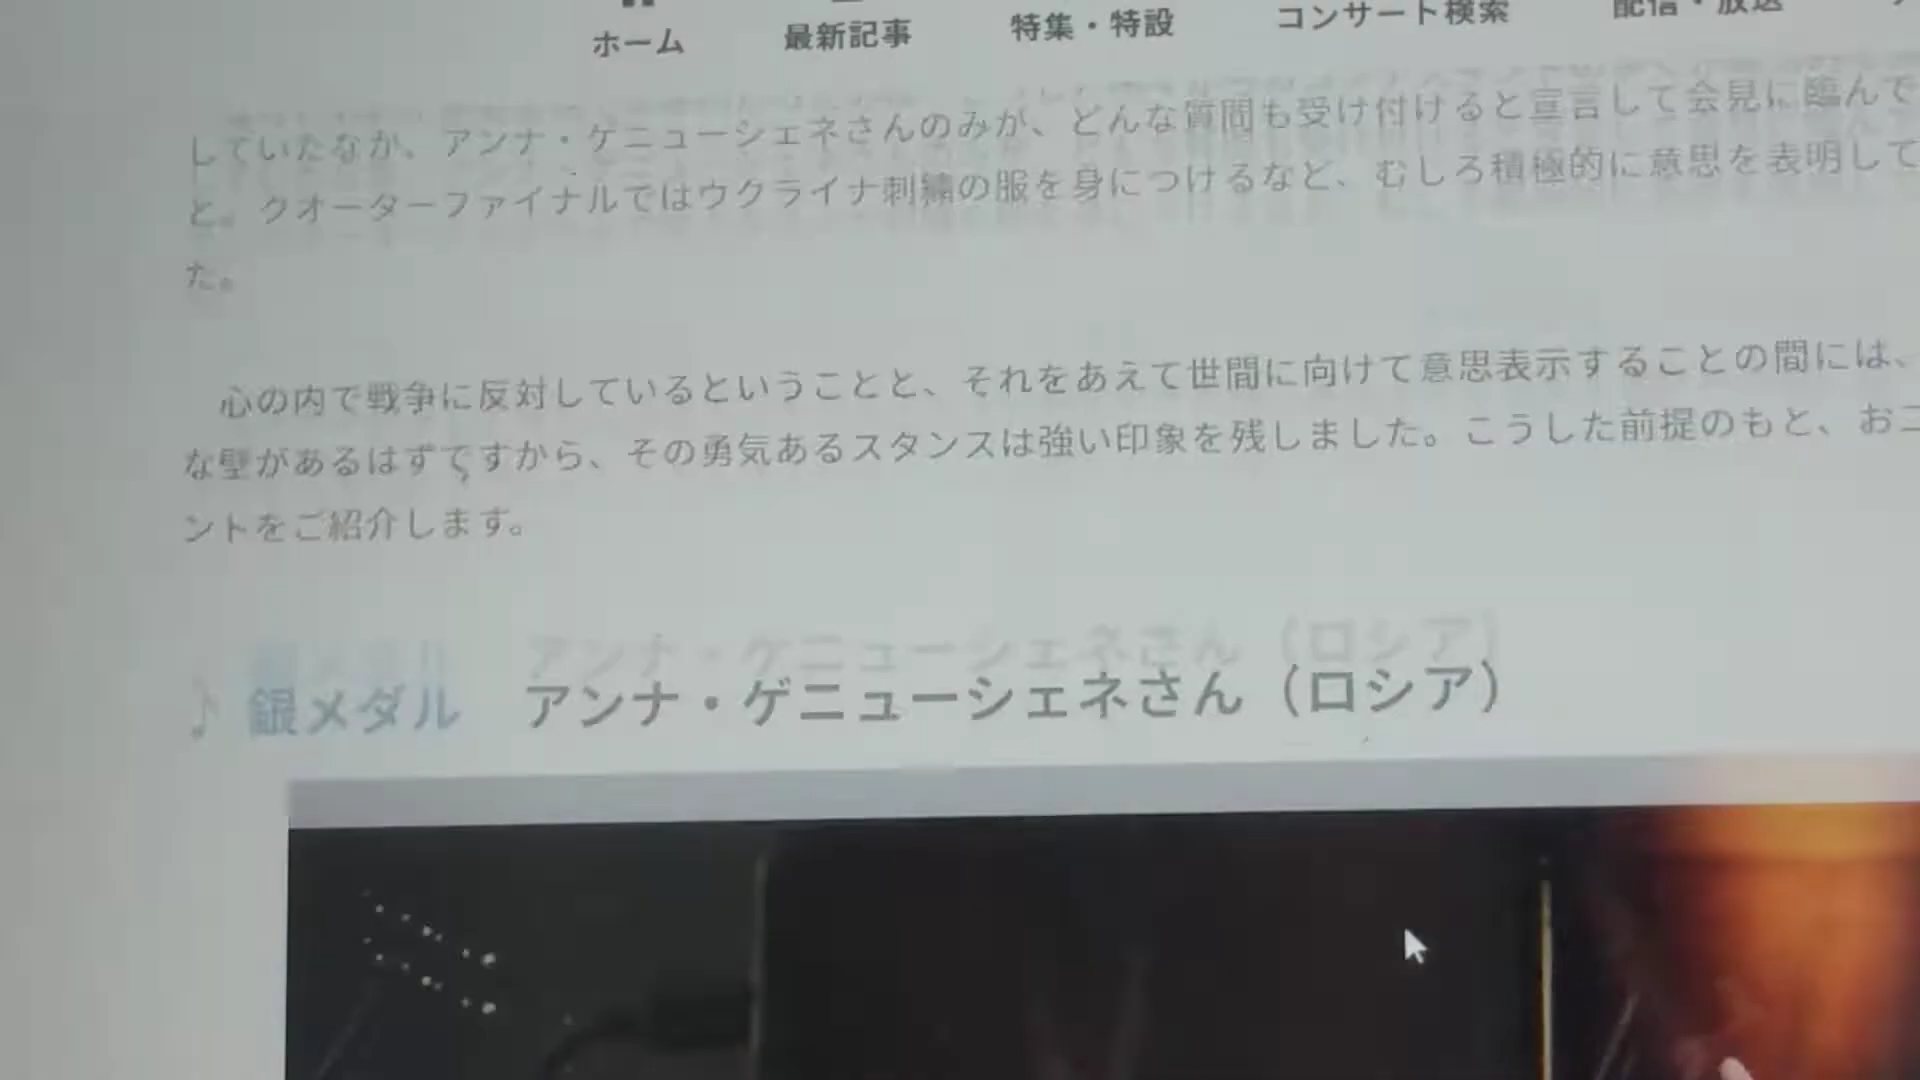 ホーム 最新記事 特集・特設 コンサート検索 配信・放送
していたなか、アンナ・ゲニューシェネさんのみが、どんな質問も受け付けると宣言して会見に臨んで
と。クオーターファイナルではウクライナ刺繍の服を身につけるなど、むしろ積極的に意思を表明して
た。
心の内で戦争に反対しているということと、それをあえて世間に向けて意思表示することの間には、
な壁があるはずですから、その勇気あるスタンスは強い印象を残しました。こうした前提のもと、おこ
ントをご紹介します。
♪ 銀メダル アンナ・ゲニューシェネさん（ロシア）